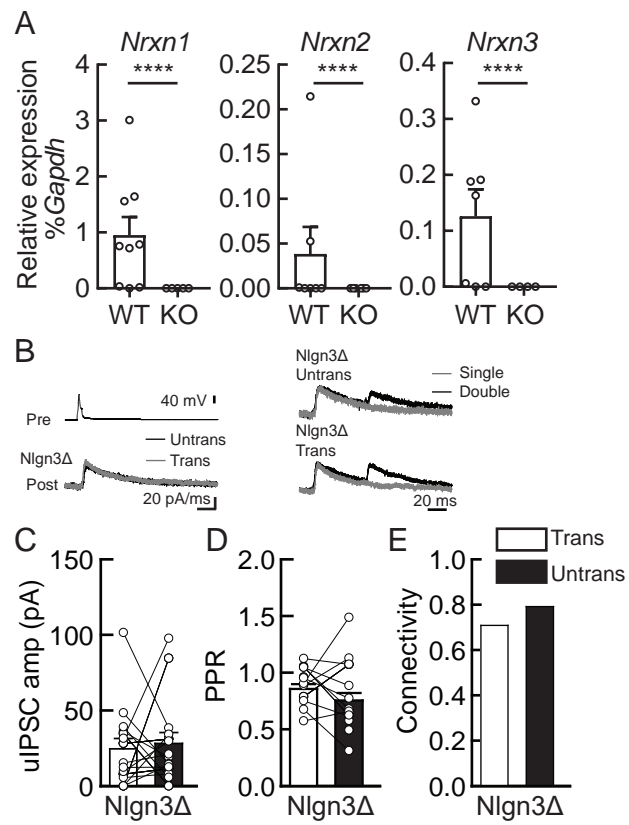 A
Nrxn1 Nrxn2 Nrxn3
**** **** ****
Relative expression
%Gapdh
4
3
2
1
0
WT KO
0.25
0.20
0.15
0.10
0.05
0.00
WT KO
0.4
0.3
0.2
0.1
0.0
WT KO
B
Pre
40 mV
Nlgn3Δ
Post
Untrans
Trans
20 pA/ms
Nlgn3Δ
Untrans
Single
Double
Nlgn3Δ
Trans
20 ms
C
uIPSC amp (pA)
150
100
50
0
Nlgn3Δ
D
PPR
2.0
1.5
1.0
0.5
0.0
Nlgn3Δ
E
Trans
Untrans
Connectivity
1.0
0.8
0.6
0.4
0.2
0.0
Nlgn3Δ